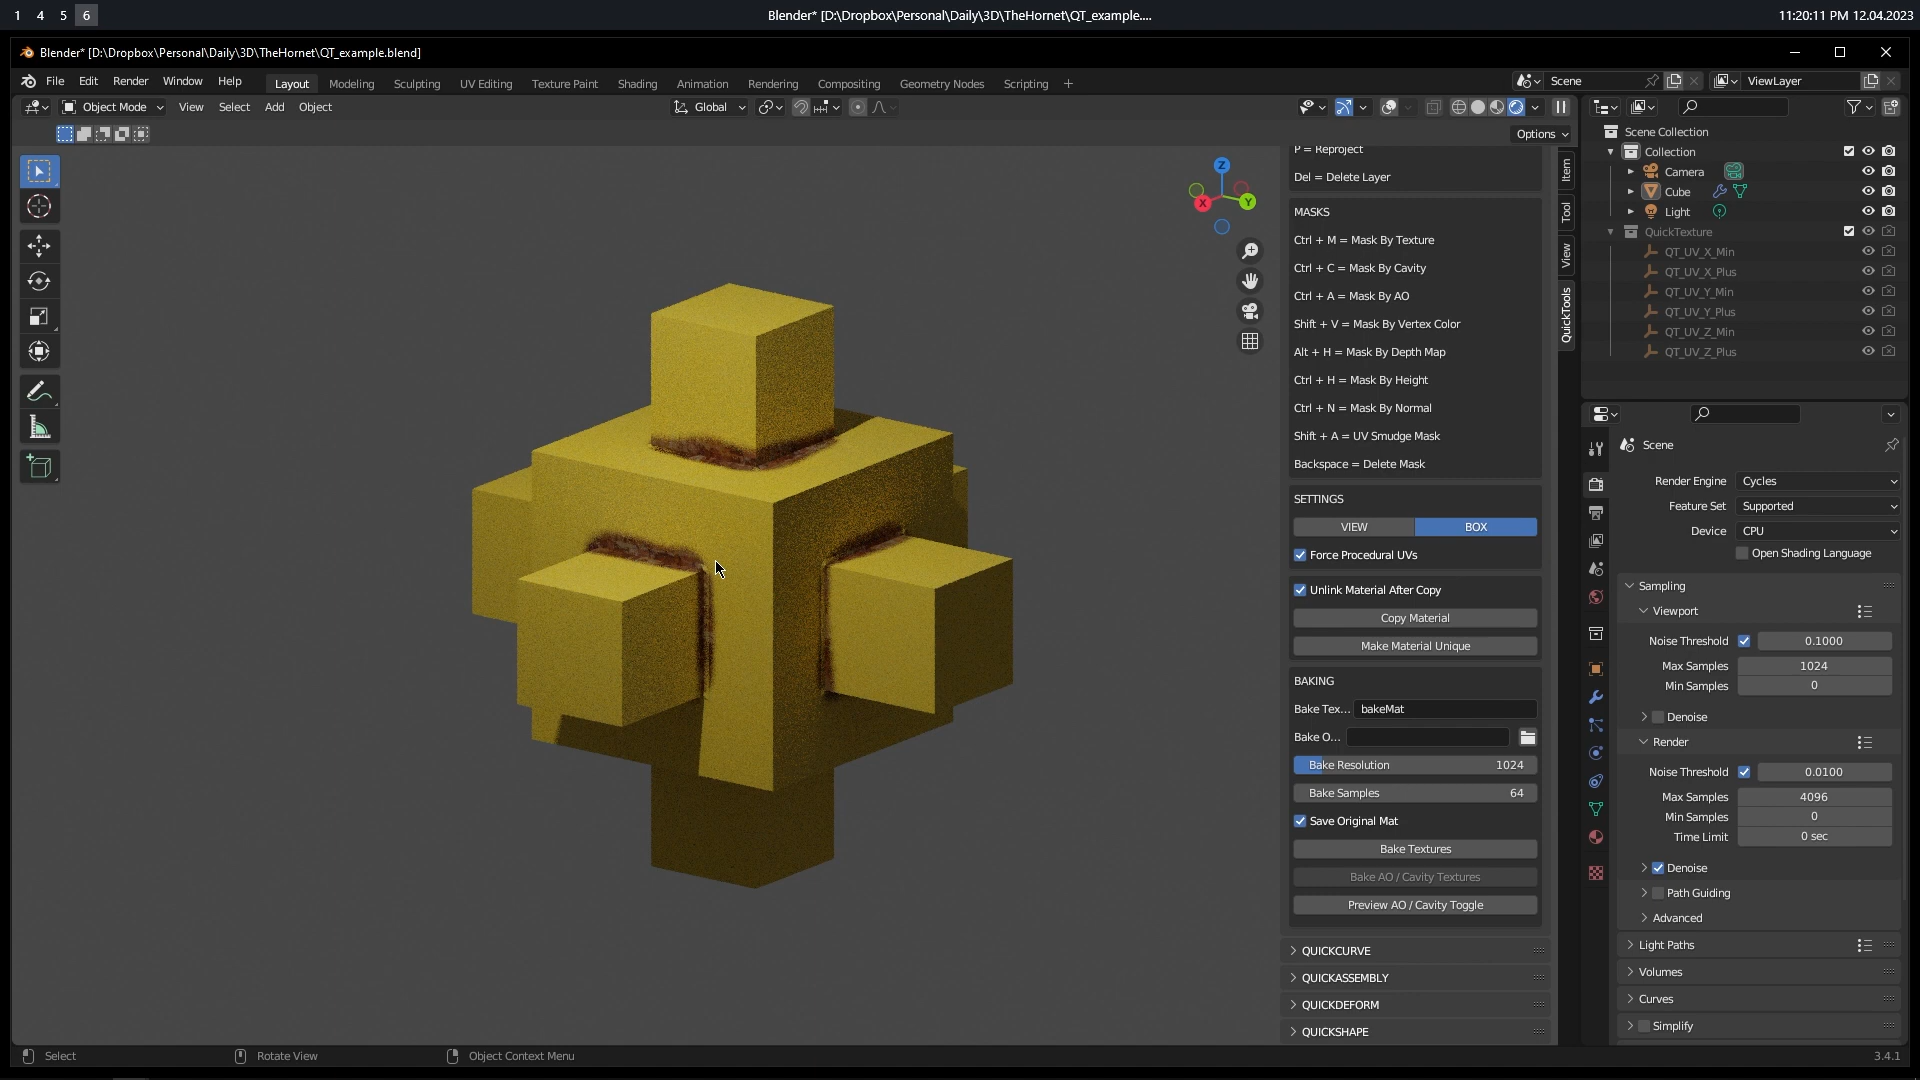 1 4 5 6
Blender* [D:\Dropbox\Personal\Daily\3D\TheHornet\QT_example....
11:20:11 PM 12.04.2023
Blender* [D:\Dropbox\Personal\Daily\3D\TheHornet\QT_example.blend]
File Edit Render Window Help
Layout Modeling Sculpting UV Editing Texture Paint Shading Animation Rendering Compositing Geometry Nodes Scripting +
Scene
ViewLayer
Object Mode View Select Add Object
Global
Options
Z
X
Y
P = Reproject
Del = Delete Layer
MASKS
Ctrl + M = Mask By Texture
Ctrl + C = Mask By Cavity
Ctrl + A = Mask By AO
Shift + V = Mask By Vertex Color
Alt + H = Mask By Depth Map
Ctrl + H = Mask By Height
Ctrl + N = Mask By Normal
Shift + A = UV Smudge Mask
Backspace = Delete Mask
SETTINGS
VIEW BOX
Force Procedural UVs
Unlink Material After Copy
Copy Material
Make Material Unique
BAKING
Bake Tex... bakeMat
Bake O...
Bake Resolution 1024
Bake Samples 64
Save Original Mat
Bake Textures
Bake AO / Cavity Textures
Preview AO / Cavity Toggle
QUICKCURVE
QUICKASSEMBLY
QUICKDEFORM
QUICKSHAPE
Item
Tool
View
QuickTools
Scene Collection
Collection
Camera
Cube
Light
QuickTexture
QT_UV_X_Min
QT_UV_X_Plus
QT_UV_Y_Min
QT_UV_Y_Plus
QT_UV_Z_Min
QT_UV_Z_Plus
Scene
Render Engine Cycles
Feature Set Supported
Device CPU
Open Shading Language
Sampling
Viewport
Noise Threshold 0.1000
Max Samples 1024
Min Samples 0
Denoise
Render
Noise Threshold 0.0100
Max Samples 4096
Min Samples 0
Time Limit 0 sec
Denoise
Path Guiding
Advanced
Light Paths
Volumes
Curves
Simplify
Select
Rotate View
Object Context Menu
3.4.1